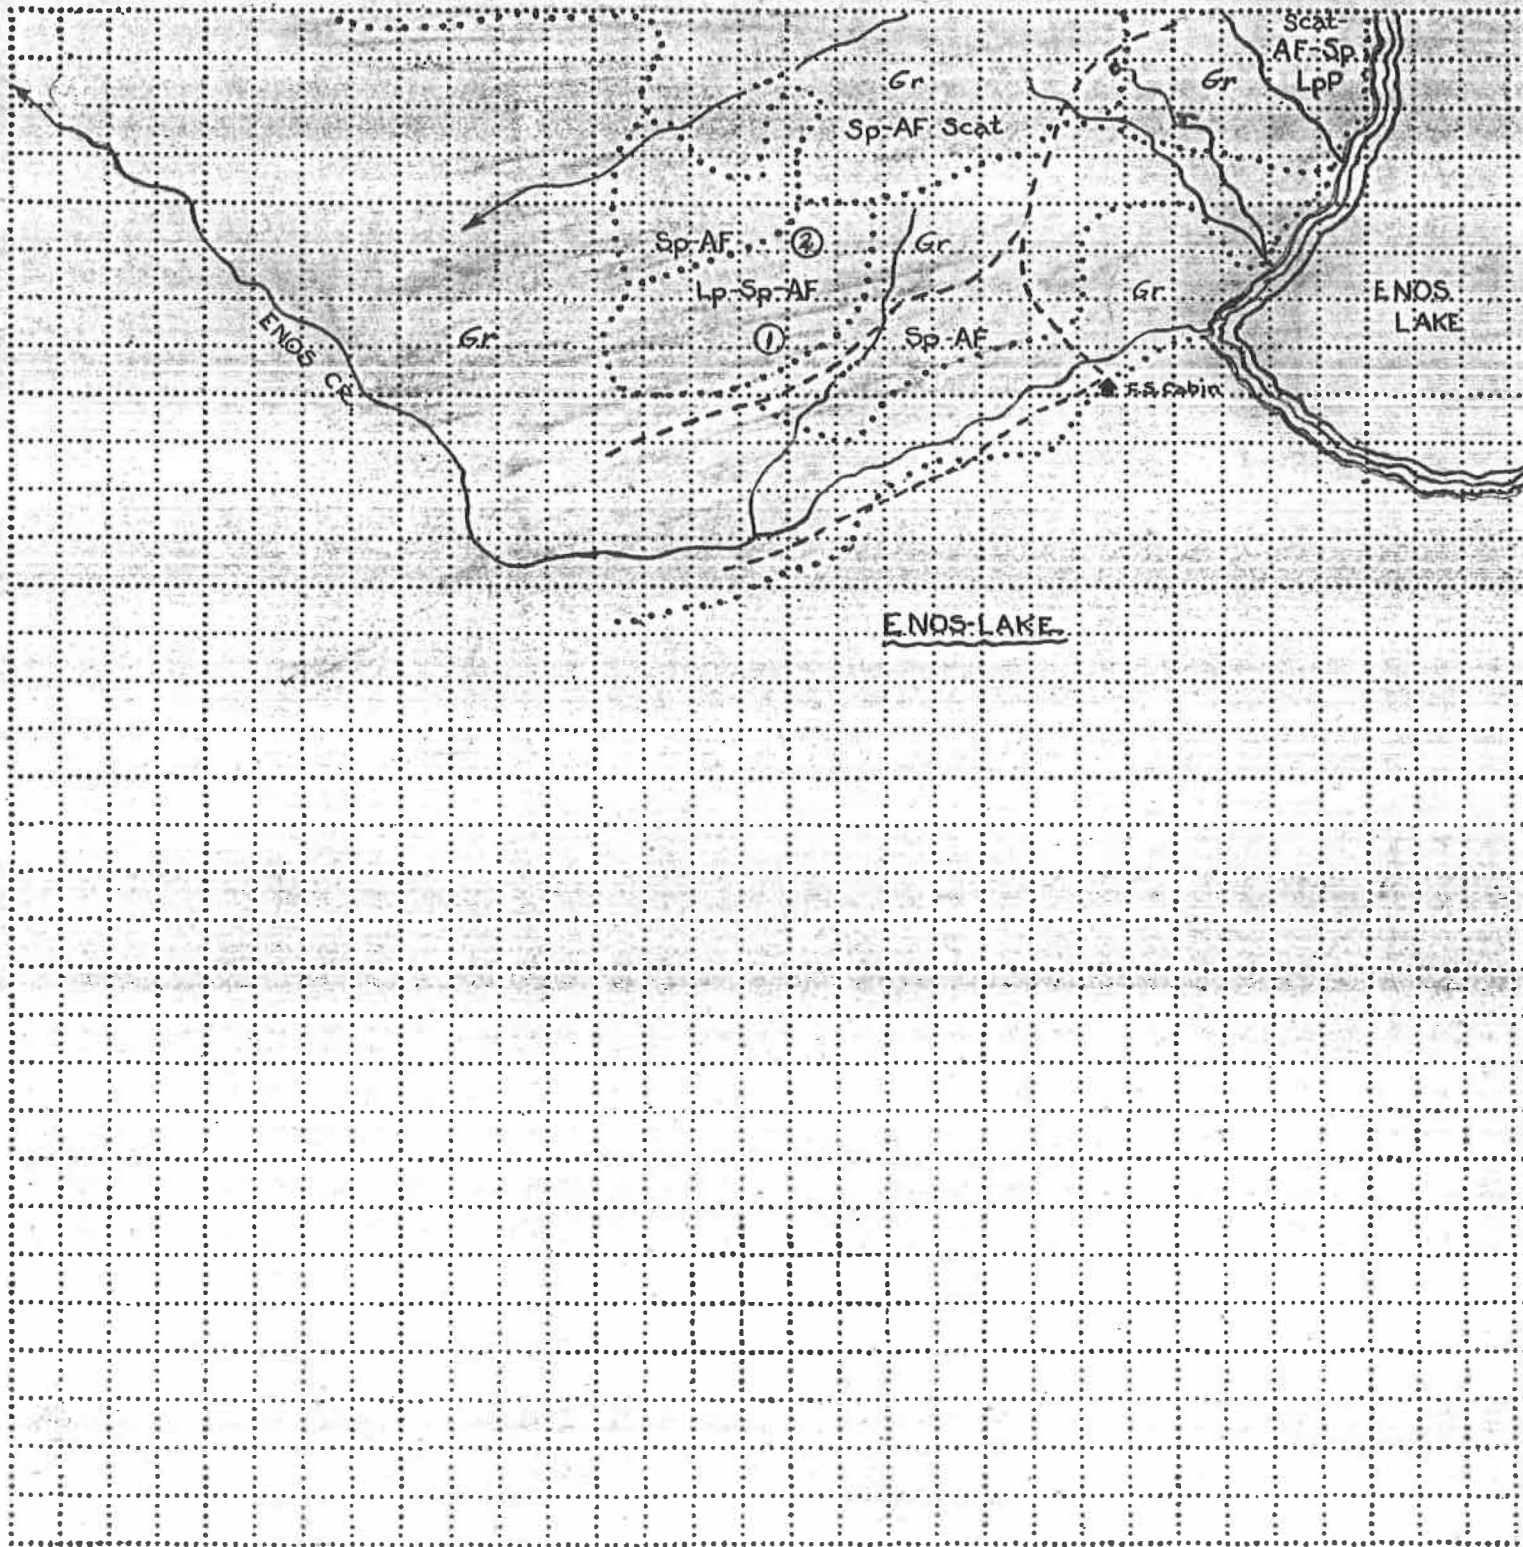 Scat-
AF-Sp
LpP
Gr
Gr
Sp-AF Scat
Sp-AF
②
Gr
Lp-Sp-AF
Gr
ENOS
LAKE
ENOS CR.
Gr
①
Sp-AF
F.S. Cabin
ENOS-LAKE